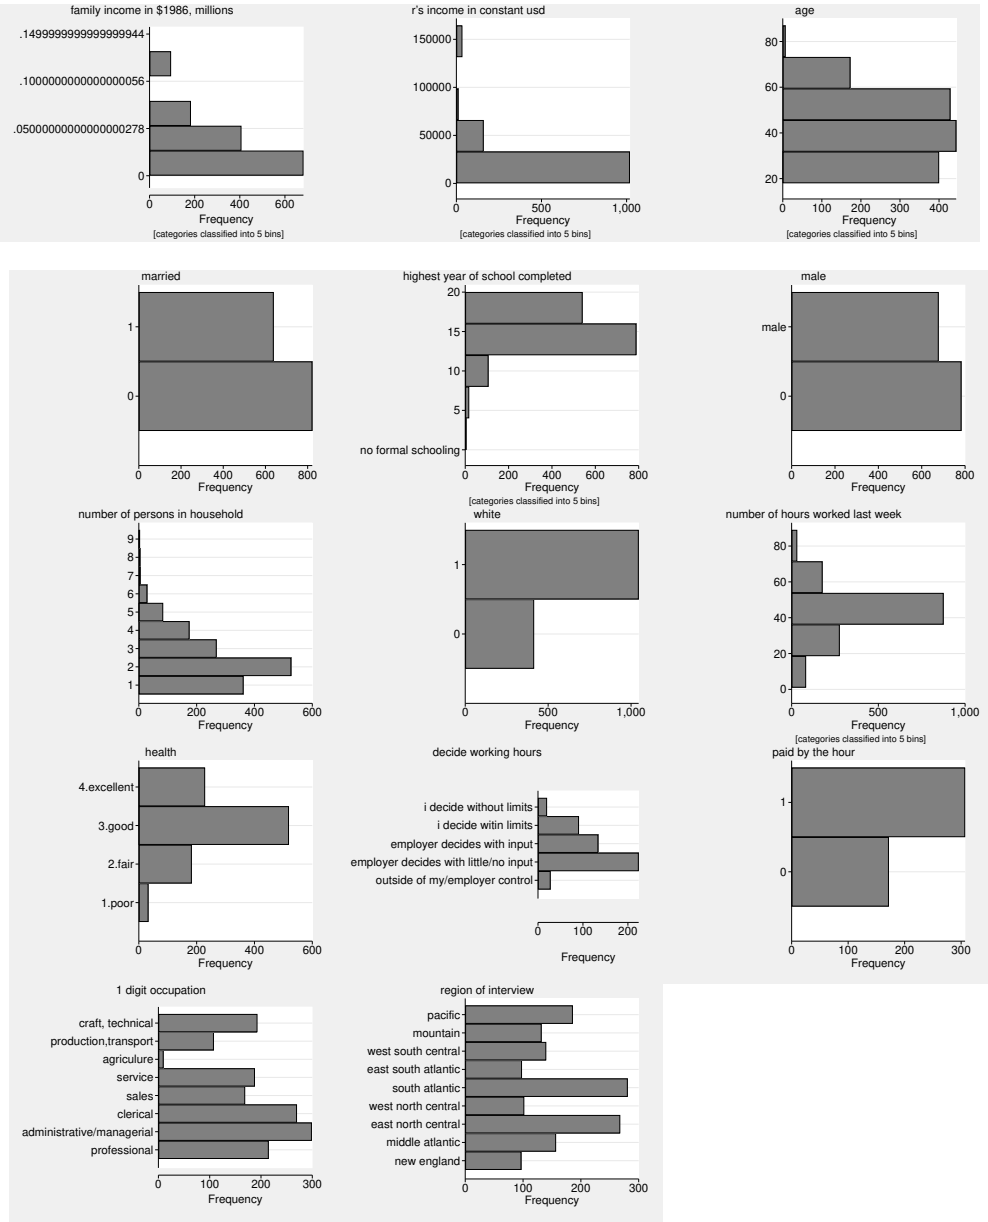 family income in $1986, millions
.1499999999999999944
.1000000000000000056
.05000000000000000278
0
0 200 400 600
Frequency
[categories classified into 5 bins]
r's income in constant usd
150000
100000
50000
0
0 500 1,000
Frequency
[categories classified into 5 bins]
age
80
60
40
20
0 100 200 300 400
Frequency
[categories classified into 5 bins]
married
1
0
0 200 400 600 800
Frequency
highest year of school completed
20
15
10
5
no formal schooling
0 200 400 600 800
Frequency
[categories classified into 5 bins]
male
male
0
0 200 400 600 800
Frequency
number of persons in household
9
8
7
6
5
4
3
2
1
0 200 400 600
Frequency
white
1
0
0 500 1,000
Frequency
number of hours worked last week
80
60
40
20
0
0 500 1,000
Frequency
[categories classified into 5 bins]
health
4.excellent
3.good
2.fair
1.poor
0 200 400 600
Frequency
decide working hours
i decide without limits
i decide witin limits
employer decides with input
employer decides with little/no input
outside of my/employer control
0 100 200
Frequency
paid by the hour
1
0
0 100 200 300
Frequency
1 digit occupation
craft, technical
production,transport
agriculure
service
sales
clerical
administrative/managerial
professional
0 100 200 300
Frequency
region of interview
pacific
mountain
west south central
east south atlantic
south atlantic
west north central
east north central
middle atlantic
new england
0 100 200 300
Frequency